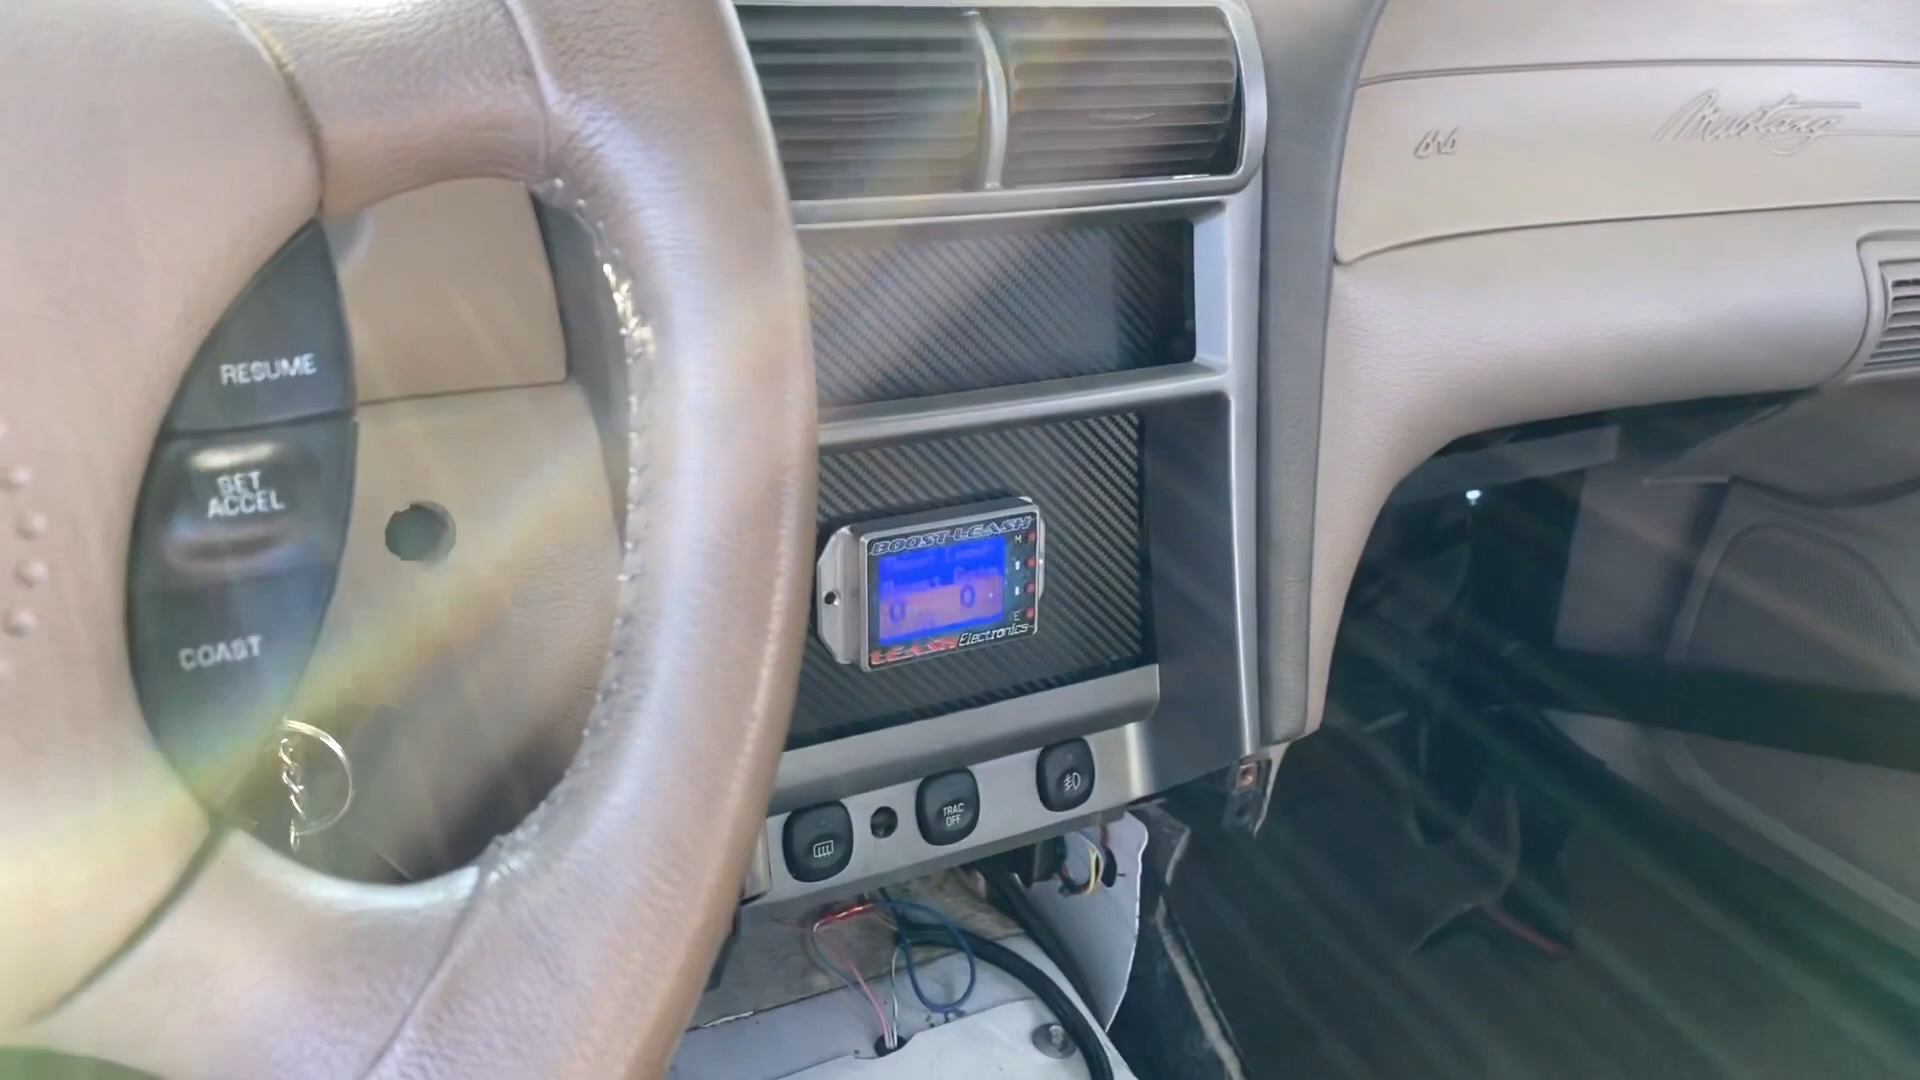 Mustang
RESUME
SET
ACCEL
COAST
BOOST LEASH
0 0
LEASH Electronics
TRAC
OFF